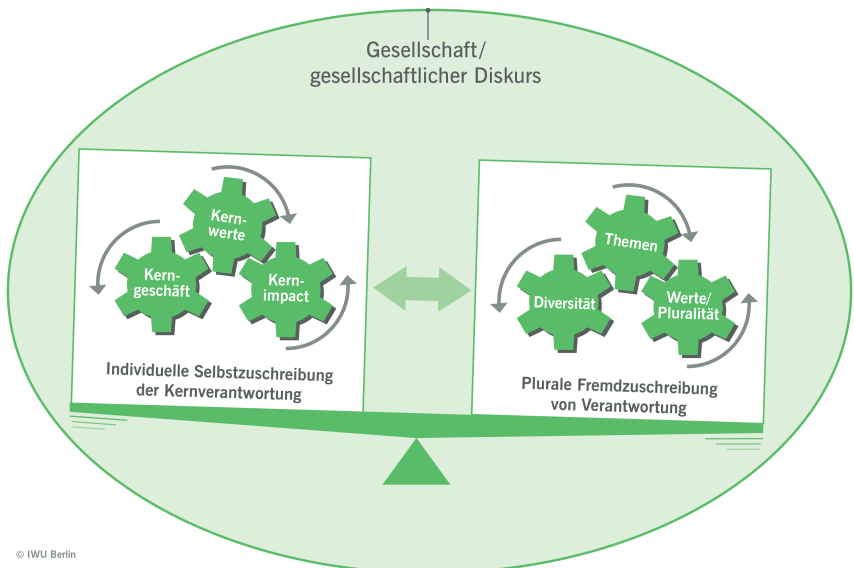 Gesellschaft/
gesellschaftlicher Diskurs
Kern-
werte
Kern-
geschäft
Kern-
impact
Individuelle Selbstzuschreibung
der Kernverantwortung
Themen
Diversität
Werte/
Pluralität
Plurale Fremdzuschreibung
von Verantwortung
© IWU Berlin